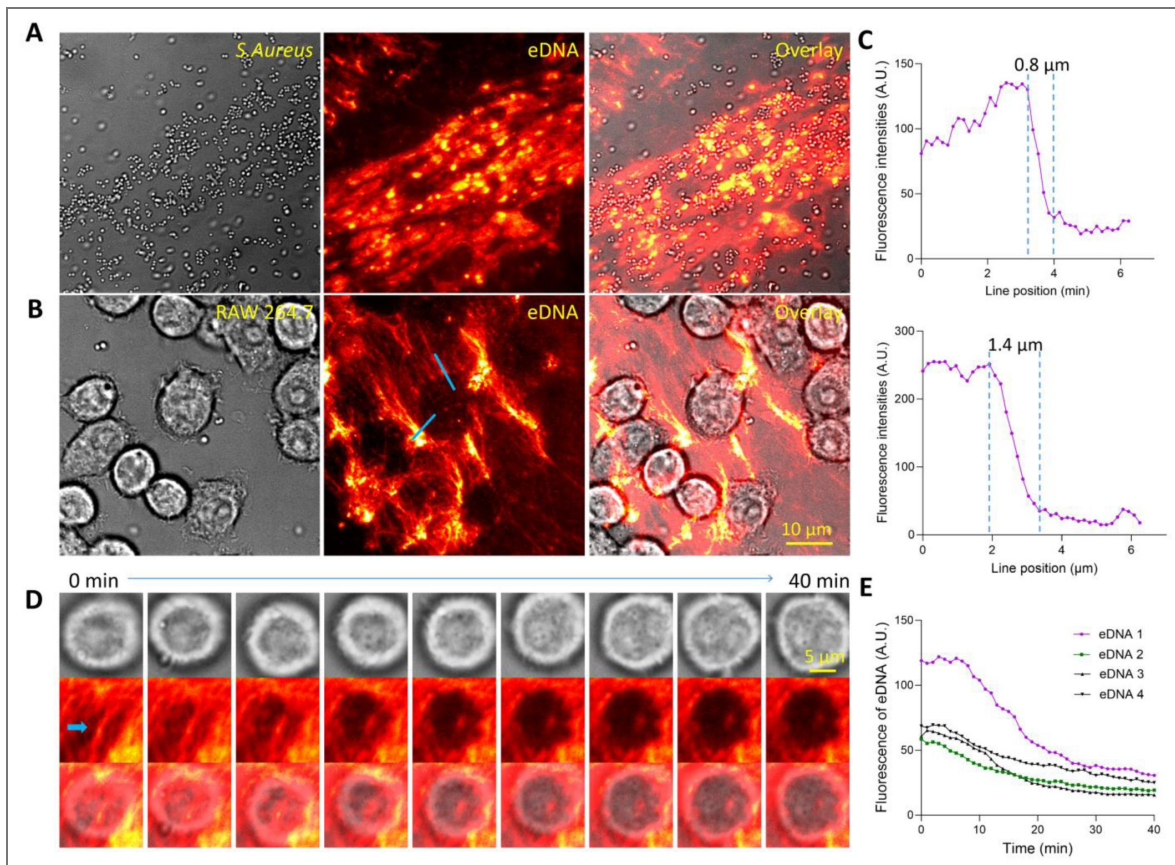 A
S.Aureus
eDNA
Overlay
B
RAW 264.7
eDNA
Overlay
10 µm
C
0.8 µm
Fluorescence intensities (A.U.)
150
100
50
0
0 2 4 6
Line position (min)
1.4 µm
Fluorescence intensities (A.U.)
300
200
100
0
0 2 4 6
Line position (µm)
D
0 min
40 min
5 µm
E
Fluorescence of eDNA (A.U.)
150
100
50
0
eDNA 1
eDNA 2
eDNA 3
eDNA 4
0 10 20 30 40
Time (min)